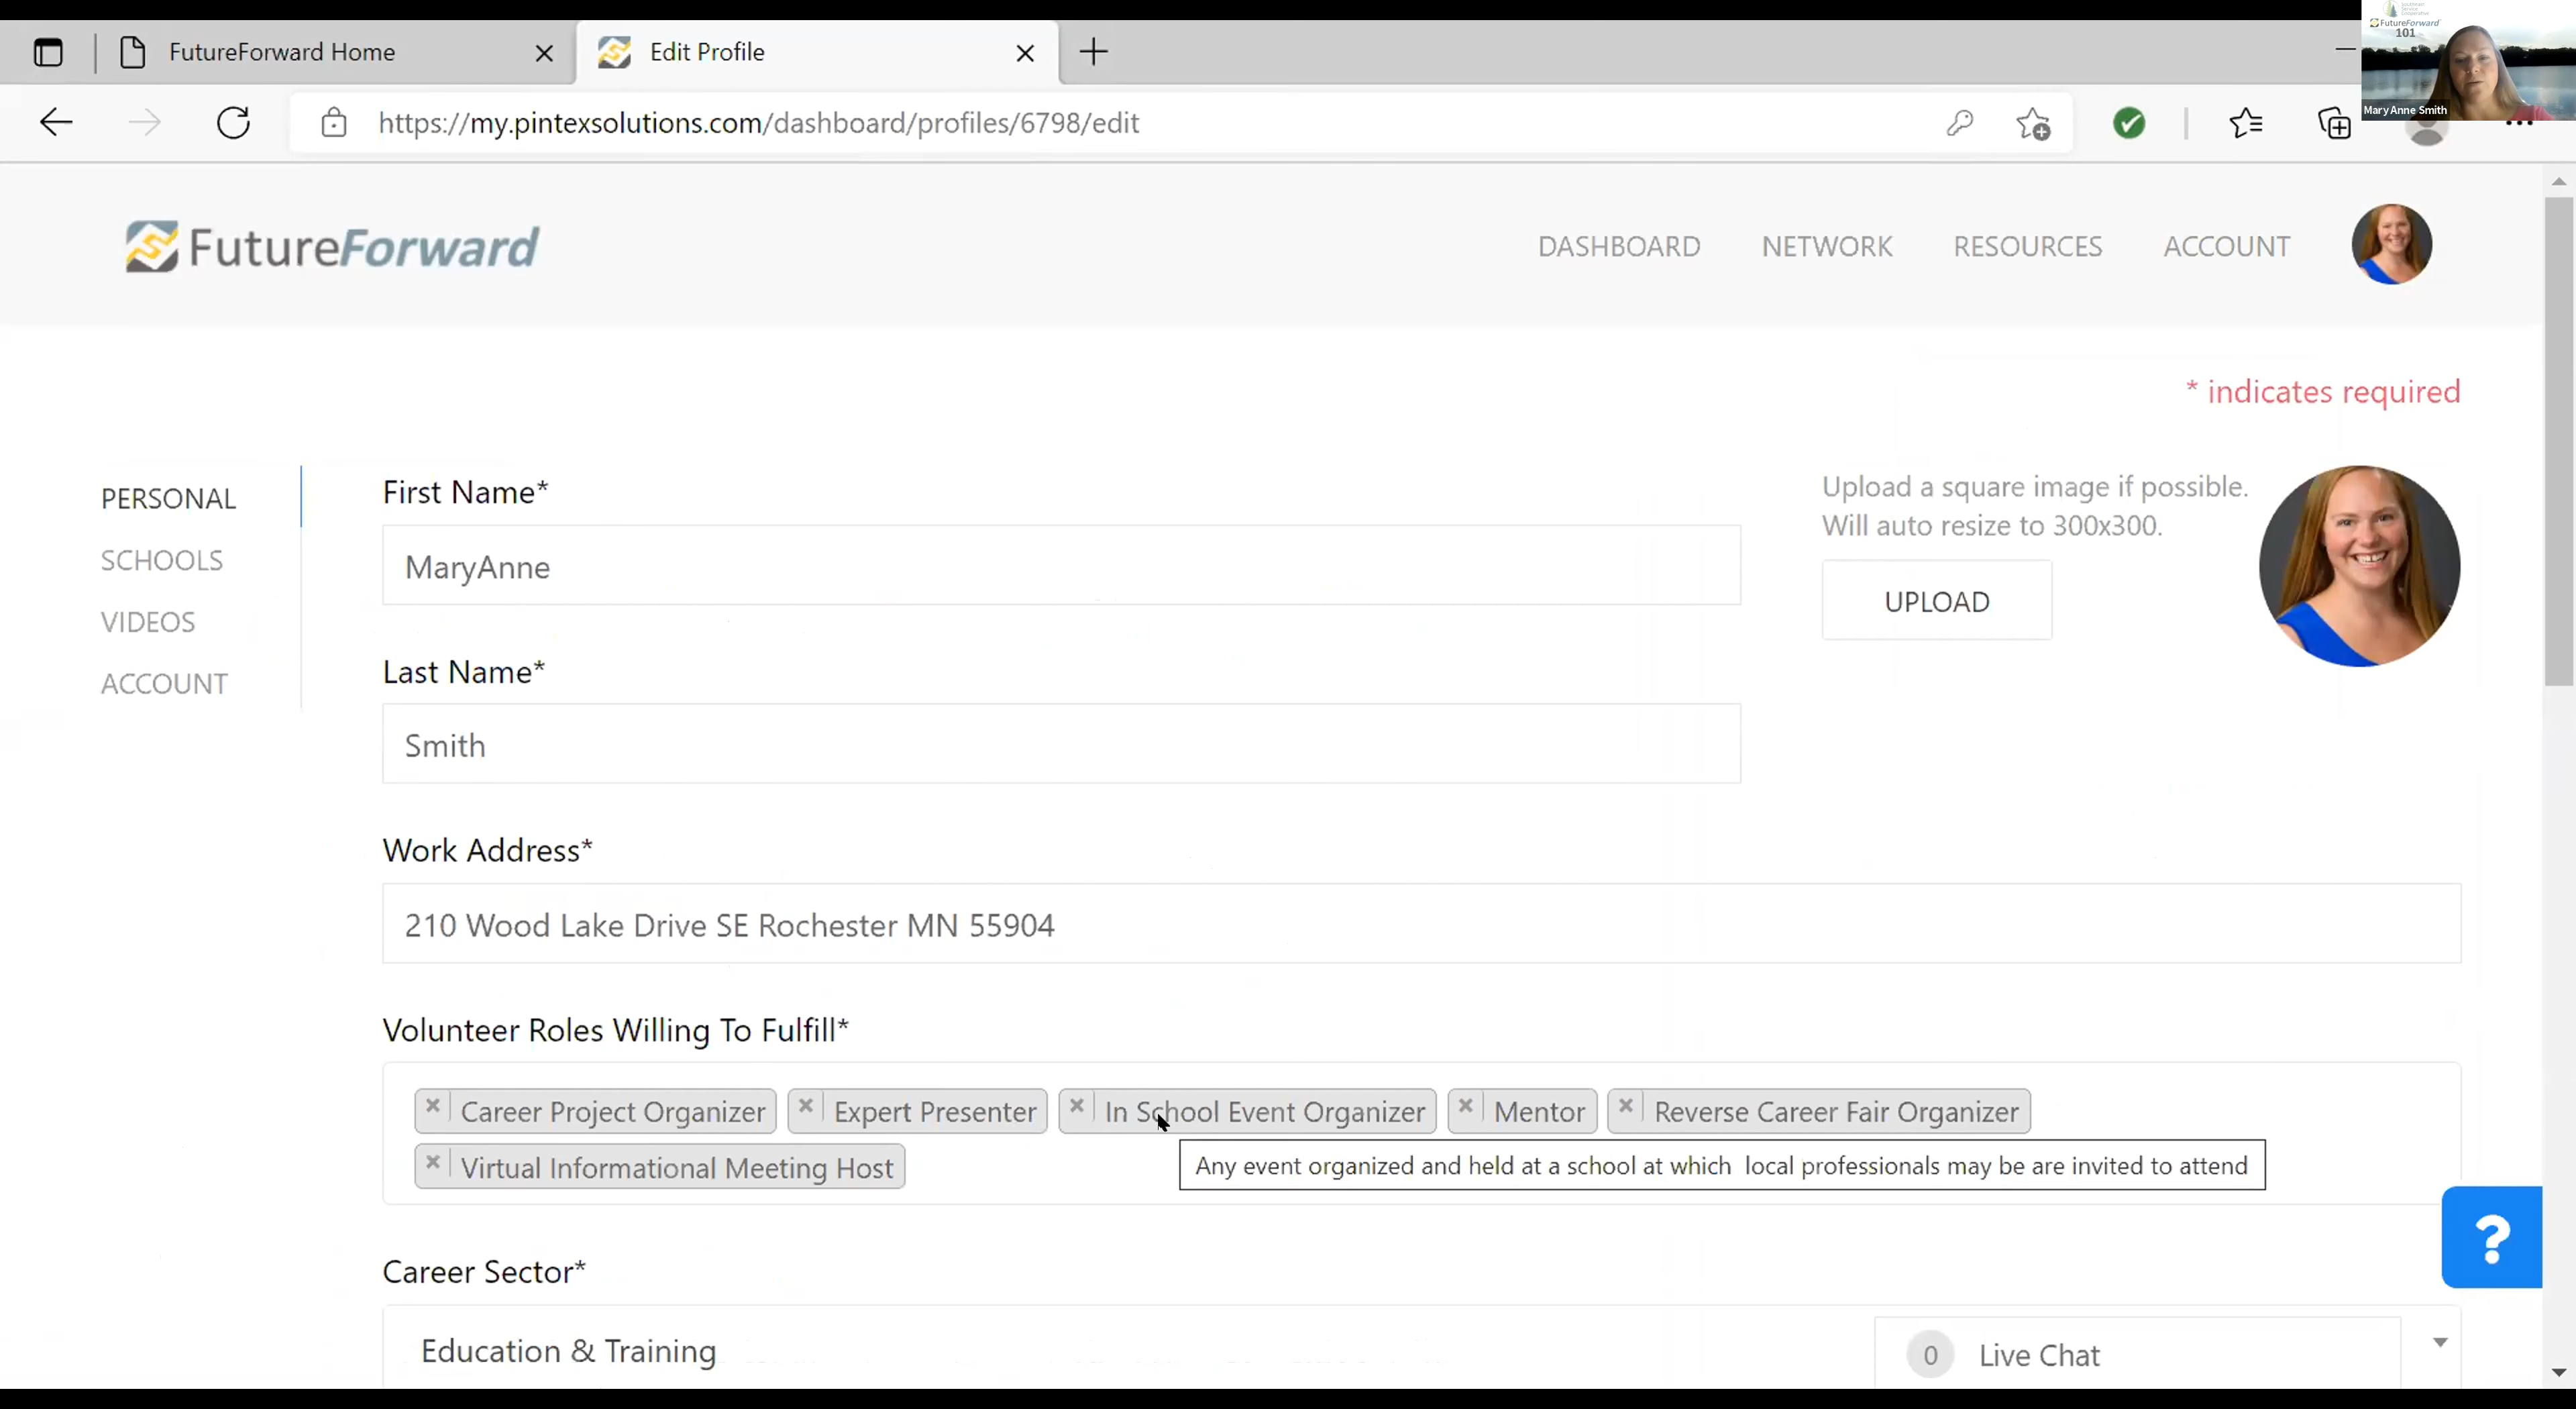 FutureForward Home
Edit Profile
FutureForward
101
Mary Anne Smith
https://my.pintexsolutions.com/dashboard/profiles/6798/edit
FutureForward
DASHBOARD
NETWORK
RESOURCES
ACCOUNT
* indicates required
PERSONAL
SCHOOLS
VIDEOS
ACCOUNT
First Name*
MaryAnne
Upload a square image if possible.
Will auto resize to 300x300.
UPLOAD
Last Name*
Smith
Work Address*
210 Wood Lake Drive SE Rochester MN 55904
Volunteer Roles Willing To Fulfill*
× Career Project Organizer × Expert Presenter × In School Event Organizer × Mentor × Reverse Career Fair Organizer
× Virtual Informational Meeting Host
Any event organized and held at a school at which local professionals may be are invited to attend
?
Career Sector*
Education & Training
0 Live Chat